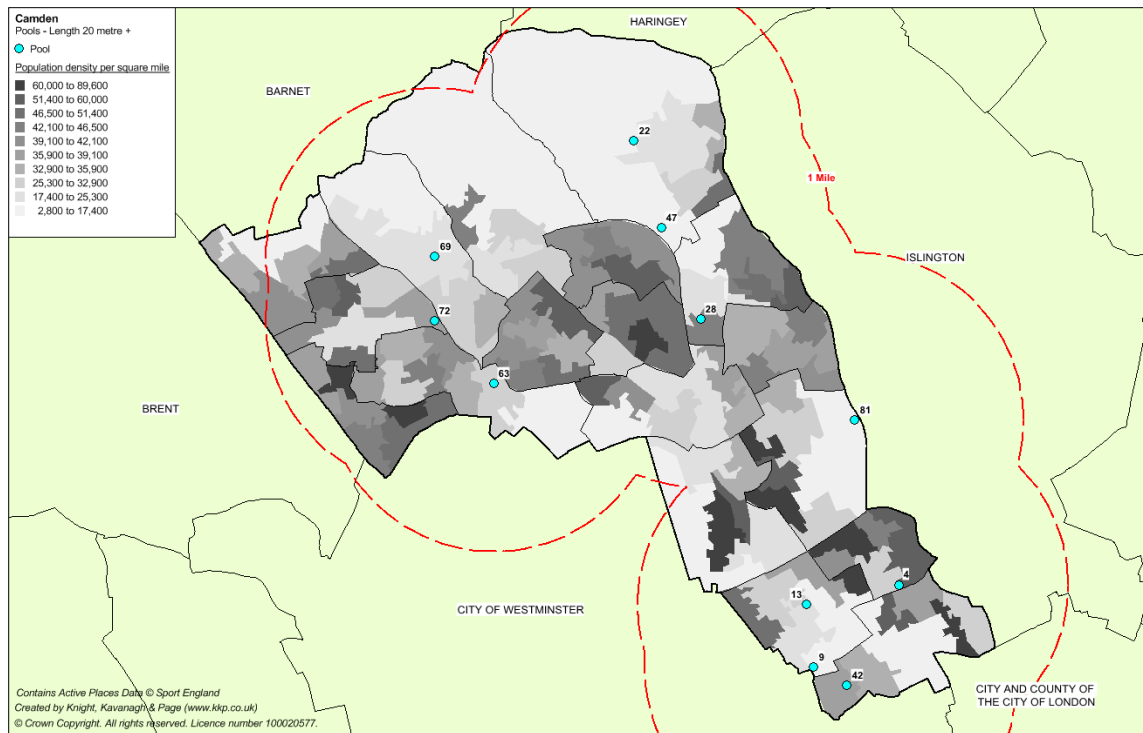 Camden
Pools - Length 20 metre +
Pool
Population density per square mile
60,000 to 89,600
51,400 to 60,000
46,500 to 51,400
42,100 to 46,500
39,100 to 42,100
35,900 to 39,100
32,900 to 35,900
25,300 to 32,900
17,400 to 25,300
2,800 to 17,400
HARINGEY
BARNET
22
1 Mile
47
69
ISLINGTON
72
28
63
BRENT
81
4
13
CITY OF WESTMINSTER
9
42
CITY AND COUNTY OF
THE CITY OF LONDON
Contains Active Places Data © Sport England
Created by Knight, Kavanagh & Page (www.kkp.co.uk)
© Crown Copyright. All rights reserved. Licence number 100020577.